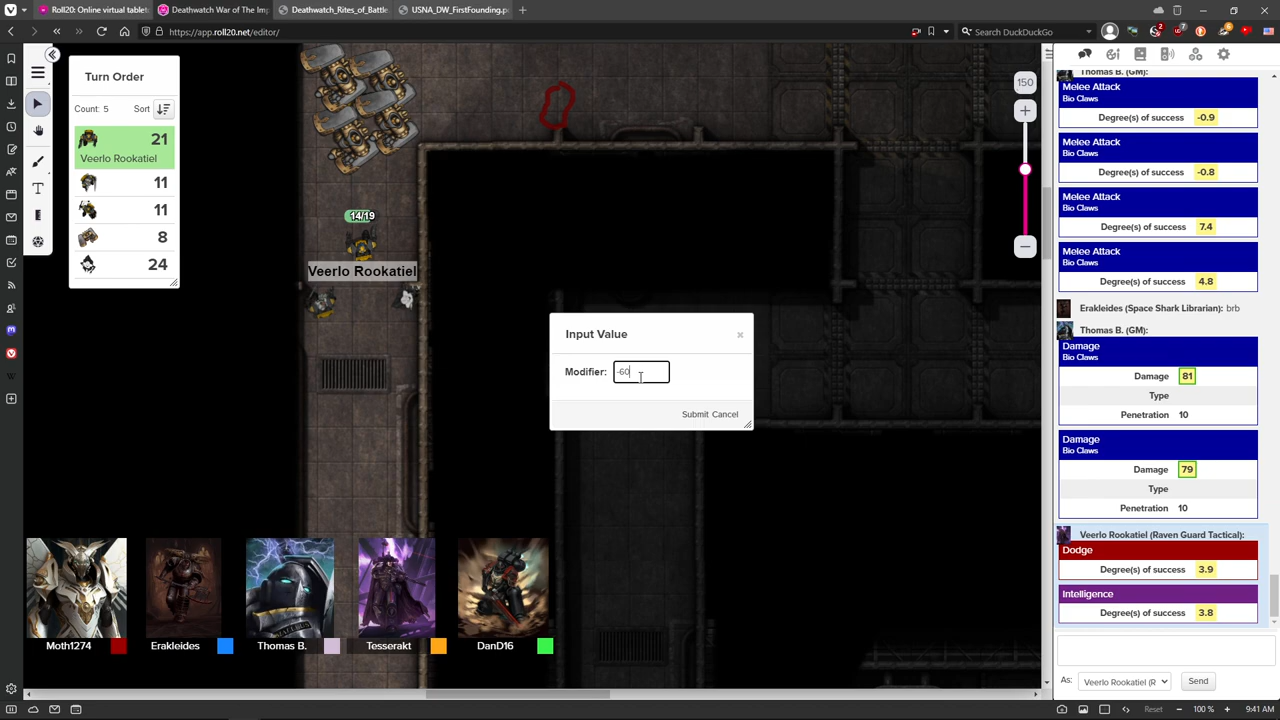 Roll20: Online virtual tablet
Deathwatch War of The Imp
Deathwatch_Rites_of_Battle
USNA_DW_FirstFounding.p
https://app.roll20.net/editor/
Search DuckDuckGo
Turn Order
Count: 5
Sort
21
Veerlo Rookatiel
11
11
8
24
14/19
Veerlo Rookatiel
150
Input Value
Modifier:
-60
Submit Cancel
Moth1274
Erakleides
Thomas B.
Tesserakt
DanD16
Thomas B. (GM):
Melee Attack
Bio Claws
Degree(s) of success -0.9
Melee Attack
Bio Claws
Degree(s) of success -0.8
Melee Attack
Bio Claws
Degree(s) of success 7.4
Melee Attack
Bio Claws
Degree(s) of success 4.8
Erakleides (Space Shark Librarian): brb
Thomas B. (GM):
Damage
Bio Claws
Damage 81
Type
Penetration 10
Damage
Bio Claws
Damage 79
Type
Penetration 10
Veerlo Rookatiel (Raven Guard Tactical):
Dodge
Degree(s) of success 3.9
Intelligence
Degree(s) of success 3.8
As:
Veerlo Rookatiel (R
Send
Reset
100 %
9:41 AM